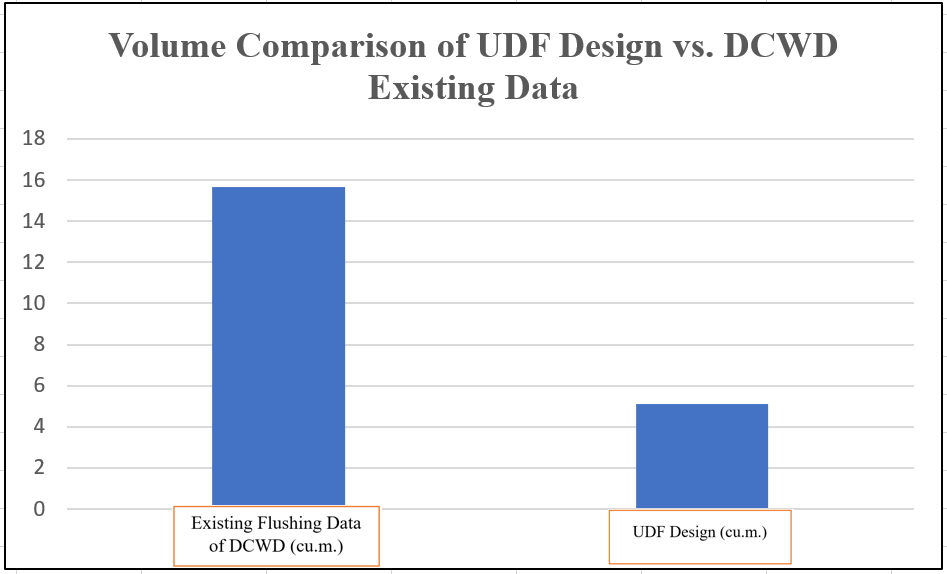 Volume Comparison of UDF Design vs. DCWD
Existing Data
18
16
14
12
10
8
6
4
2
0
Existing Flushing Data
of DCWD (cu.m.)
UDF Design (cu.m.)